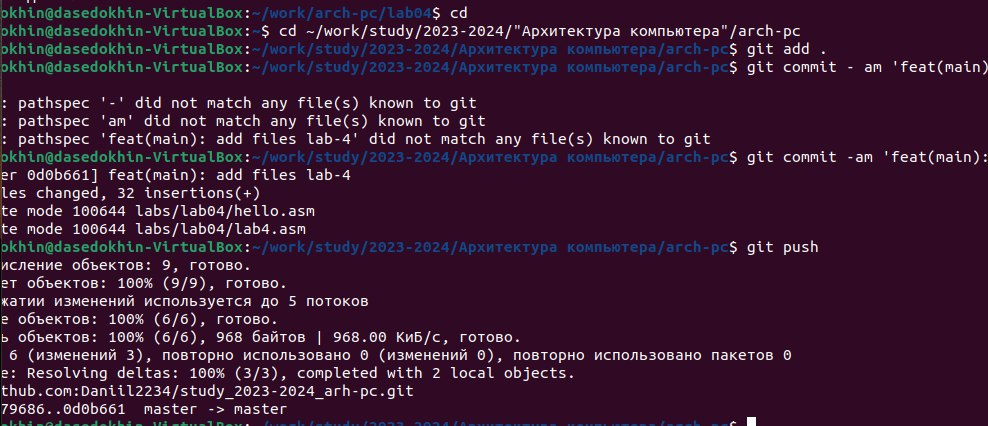 okhin@dasedokhin-VirtualBox:~/work/arch-pc/lab04$ cd
okhin@dasedokhin-VirtualBox:~$ cd ~/work/study/2023-2024/"Архитектура компьютера"/arch-pc
okhin@dasedokhin-VirtualBox:~/work/study/2023-2024/Архитектура компьютера/arch-pc$ git add .
okhin@dasedokhin-VirtualBox:~/work/study/2023-2024/Архитектура компьютера/arch-pc$ git commit - am 'feat(main)
: pathspec '-' did not match any file(s) known to git
: pathspec 'am' did not match any file(s) known to git
: pathspec 'feat(main): add files lab-4' did not match any file(s) known to git
okhin@dasedokhin-VirtualBox:~/work/study/2023-2024/Архитектура компьютера/arch-pc$ git commit -am 'feat(main):
er 0d0b661] feat(main): add files lab-4
les changed, 32 insertions(+)
te mode 100644 labs/lab04/hello.asm
te mode 100644 labs/lab04/lab4.asm
okhin@dasedokhin-VirtualBox:~/work/study/2023-2024/Архитектура компьютера/arch-pc$ git push
исление объектов: 9, готово.
ет объектов: 100% (9/9), готово.
жатии изменений используется до 5 потоков
е объектов: 100% (6/6), готово.
ь объектов: 100% (6/6), 968 байтов | 968.00 КиБ/с, готово.
6 (изменений 3), повторно использовано 0 (изменений 0), повторно использовано пакетов 0
e: Resolving deltas: 100% (3/3), completed with 2 local objects.
thub.com:Daniil2234/study_2023-2024_arh-pc.git
79686..0d0b661  master -> master
okhin@dasedokhin-VirtualBox:~/work/study/2023-2024/Архитектура компьютера/arch-pc$